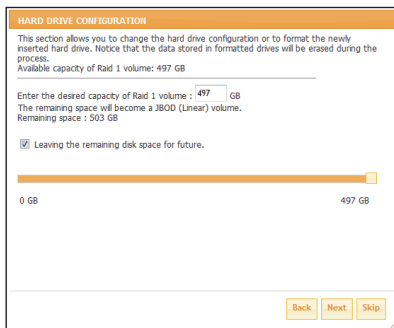 HARD DRIVE CONFIGURATION
This section allows you to change the hard drive configuration or to format the newly
inserted hard drive. Notice that the data stored in formatted drives will be erased during the
process.
Available capacity of Raid 1 volume: 497 GB
Enter the desired capacity of Raid 1 volume : 497 GB
The remaining space will become a JBOD (Linear) volume.
Remaining space : 503 GB
Leaving the remaining disk space for future.
0 GB 497 GB
Back Next Skip